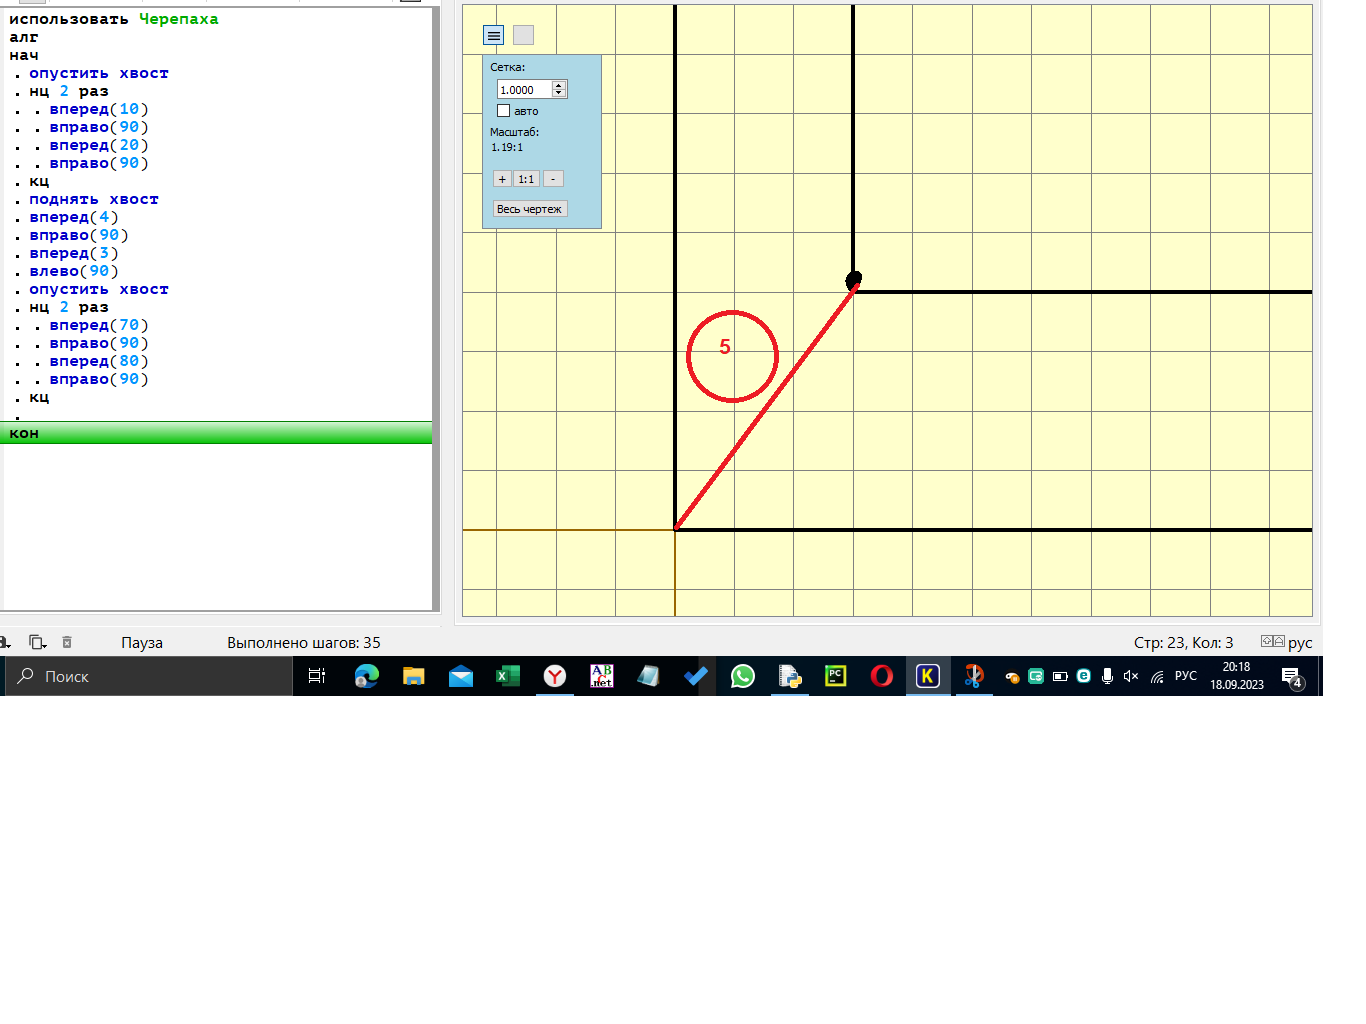 использовать Черепаха
алг
нач
. опустить хвост
. нц 2 раз
. . вперед(10)
. . вправо(90)
. . вперед(20)
. . вправо(90)
. кц
. поднять хвост
. вперед(4)
. вправо(90)
. вперед(3)
. влево(90)
. опустить хвост
. нц 2 раз
. . вперед(70)
. . вправо(90)
. . вперед(80)
. . вправо(90)
. кц
.
кон
Сетка:
1.0000
авто
Масштаб:
1.19:1
+ 1:1 -
Весь чертеж
5
Пауза
Выполнено шагов: 35
Стр: 23, Кол: 3
рус
Поиск
ABC.net
PC
K
РУС
20:18
18.09.2023
4